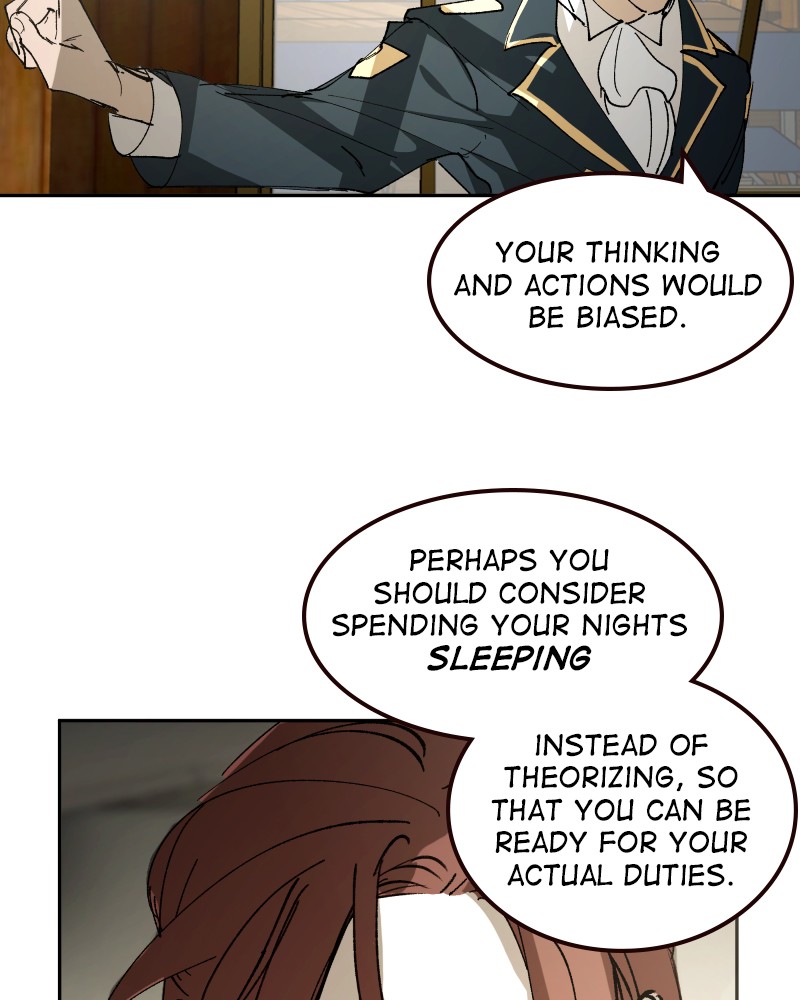 YOUR THINKING
AND ACTIONS WOULD
BE BIASED.
PERHAPS YOU
SHOULD CONSIDER
SPENDING YOUR NIGHTS
SLEEPING
INSTEAD OF
THEORIZING, SO
THAT YOU CAN BE
READY FOR YOUR
ACTUAL DUTIES.